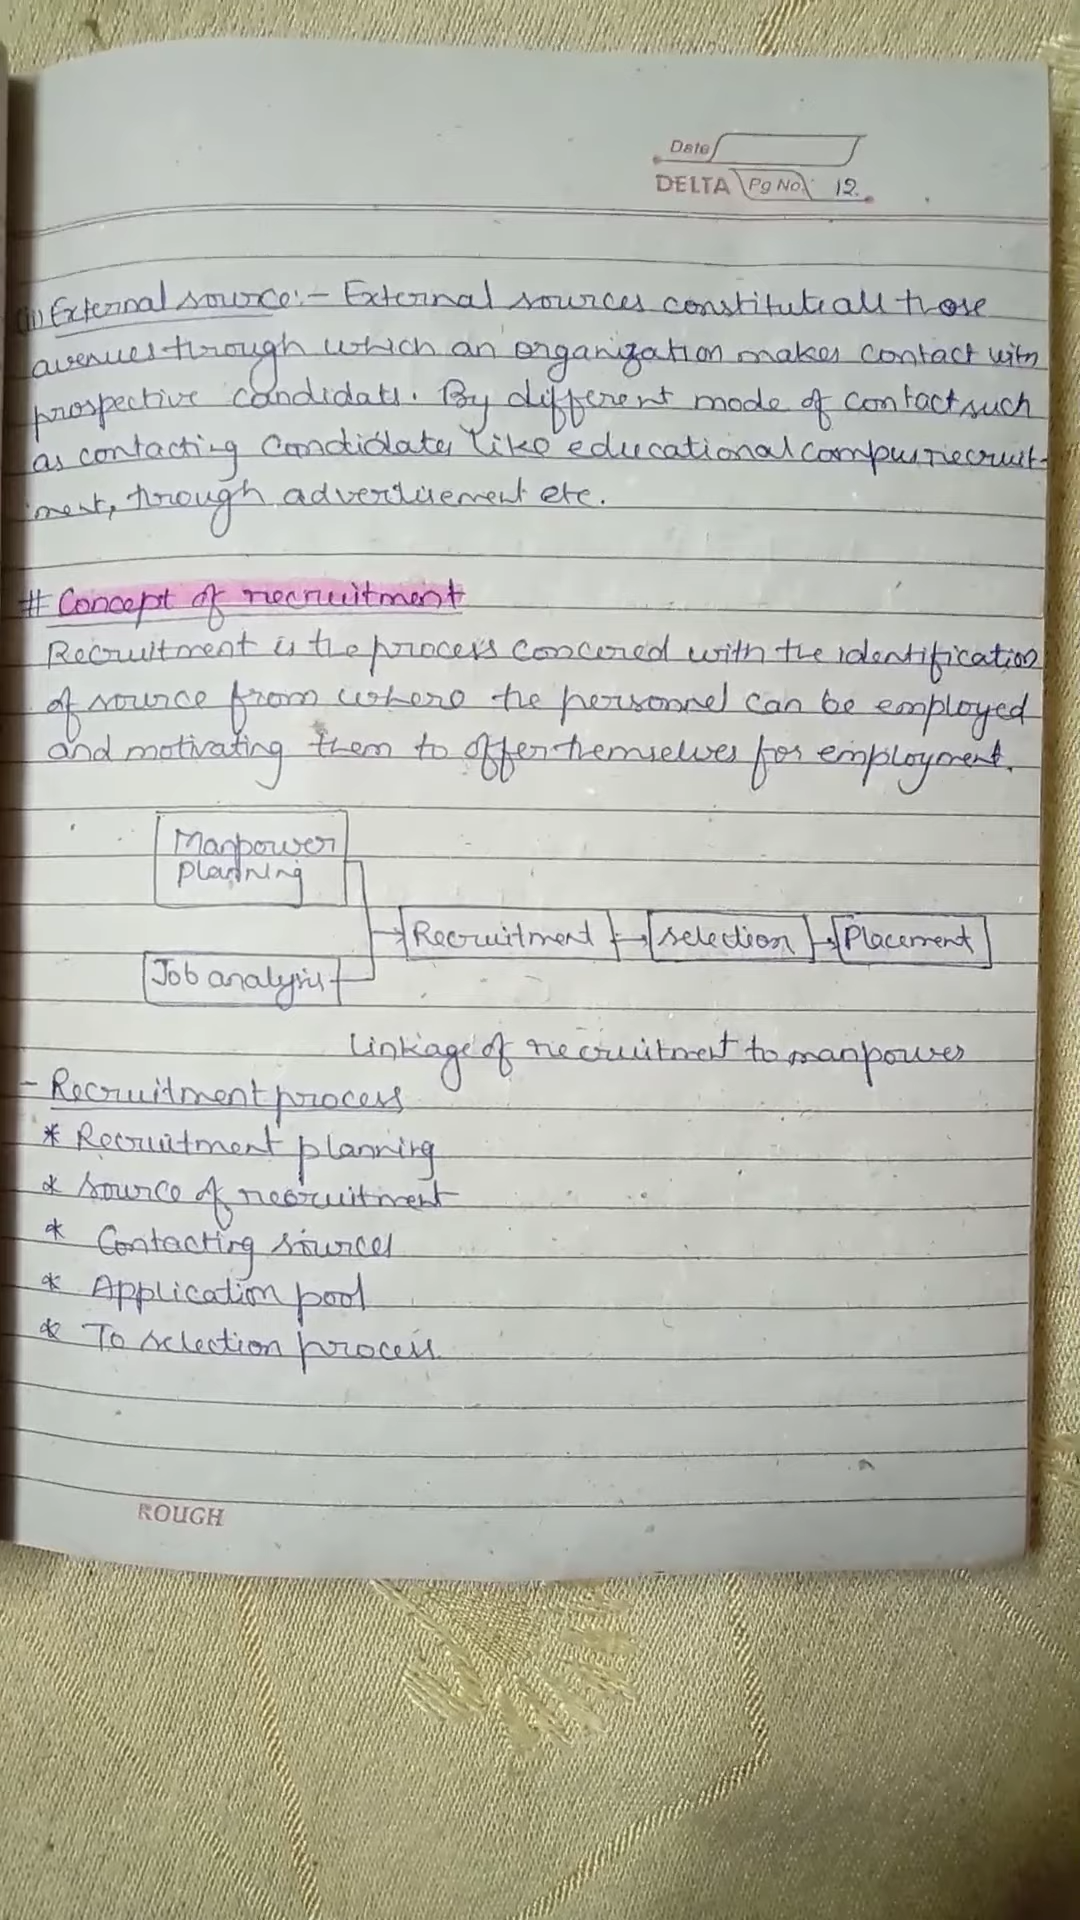 Date
DELTA Pg No. 12.
(ii) External source:- External sources constitute all those
avenues through which an organization makes contact with
prospective candidats. By different mode of contact such
as contacting Candidates like educational campus recruit-
ment, through advertisement etc.
# Concept of recruitment
Recruitment is the process concered with the identification
of source from where the personnel can be employed
and motivating them to offer themselves for employment.
Manpower
planning
Recruitment → selection → Placement
Job analysis
Linkage of recruitment to manpower
- Recruitment process
* Recruitment planning
* Source of recruitment
* Contacting sources
* Application pool
* To selection process.
ROUGH